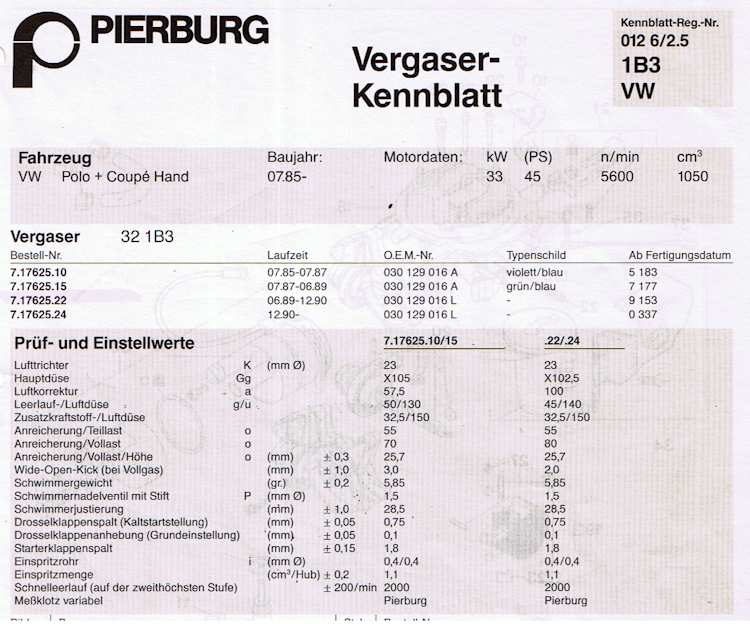 PIERBURG
Vergaser-
Kennblatt
Kennblatt-Reg.-Nr.
012 6/2.5
1B3
VW
Fahrzeug Baujahr: Motordaten: kW (PS) n/min cm³
VW Polo + Coupé Hand 07.85- 33 45 5600 1050
Vergaser 32 1B3
Bestell-Nr. Laufzeit O.E.M.-Nr. Typenschild Ab Fertigungsdatum
7.17625.10 07.85-07.87 030 129 016 A violett/blau 5 183
7.17625.15 07.87-06.89 030 129 016 A grün/blau 7 177
7.17625.22 06.89-12.90 030 129 016 L - 9 153
7.17625.24 12.90- 030 129 016 L - 0 337
Prüf- und Einstellwerte 7.17625.10/15 .22/.24
Lufttrichter K (mm Ø) 23 23
Hauptdüse Gg X105 X102,5
Luftkorrektur a 57,5 100
Leerlauf-/Luftdüse g/u 50/130 45/140
Zusatzkraftstoff-/Luftdüse 32,5/150 32,5/150
Anreicherung/Teillast o 55 55
Anreicherung/Vollast o 70 80
Anreicherung/Vollast/Höhe o (mm) ± 0,3 25,7 25,7
Wide-Open-Kick (bei Vollgas) (mm) ± 1,0 3,0 2,0
Schwimmergewicht (gr.) ± 0,2 5,85 5,85
Schwimmernadelventil mit Stift P (mm Ø) 1,5 1,5
Schwimmerjustierung (mm) ± 1,0 28,5 28,5
Drosselklappenspalt (Kaltstartstellung) (mm) ± 0,05 0,75 0,75
Drosselklappenanhebung (Grundeinstellung) (mm) ± 0,05 0,1 0,1
Starterklappenspalt (mm) ± 0,15 1,8 1,8
Einspritzrohr i (mm Ø) 0,4/0,4 0,4/0,4
Einspritzmenge (cm³/Hub) ± 0,2 1,1 1,1
Schnelleerlauf (auf der zweithöchsten Stufe) ± 200/min 2000 2000
Meßklotz variabel Pierburg Pierburg